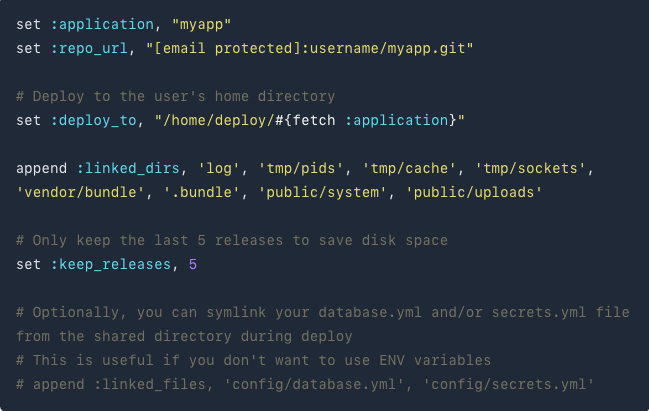 set :application, "myapp"
set :repo_url, "[email protected]:username/myapp.git"
# Deploy to the user's home directory
set :deploy_to, "/home/deploy/#{fetch :application}"
append :linked_dirs, 'log', 'tmp/pids', 'tmp/cache', 'tmp/sockets',
'vendor/bundle', '.bundle', 'public/system', 'public/uploads'
# Only keep the last 5 releases to save disk space
set :keep_releases, 5
# Optionally, you can symlink your database.yml and/or secrets.yml file
from the shared directory during deploy
# This is useful if you don't want to use ENV variables
# append :linked_files, 'config/database.yml', 'config/secrets.yml'